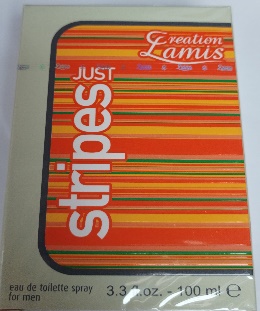 Creation
Lamis
JUST
stripes
eau de toilette spray
for men
3.3 fl.oz. - 100 ml ℮